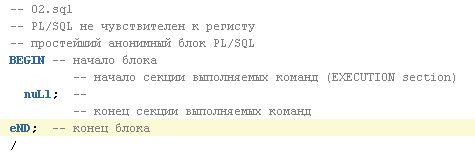 -- 02.sql
-- PL/SQL не чувствителен к регисту
-- простейший анонимный блок PL/SQL
BEGIN -- начало блока
-- начало секции выполняемых команд (EXECUTION section)
nuLl; --
-- конец секции выполняемых команд
eND; -- конец блока
/